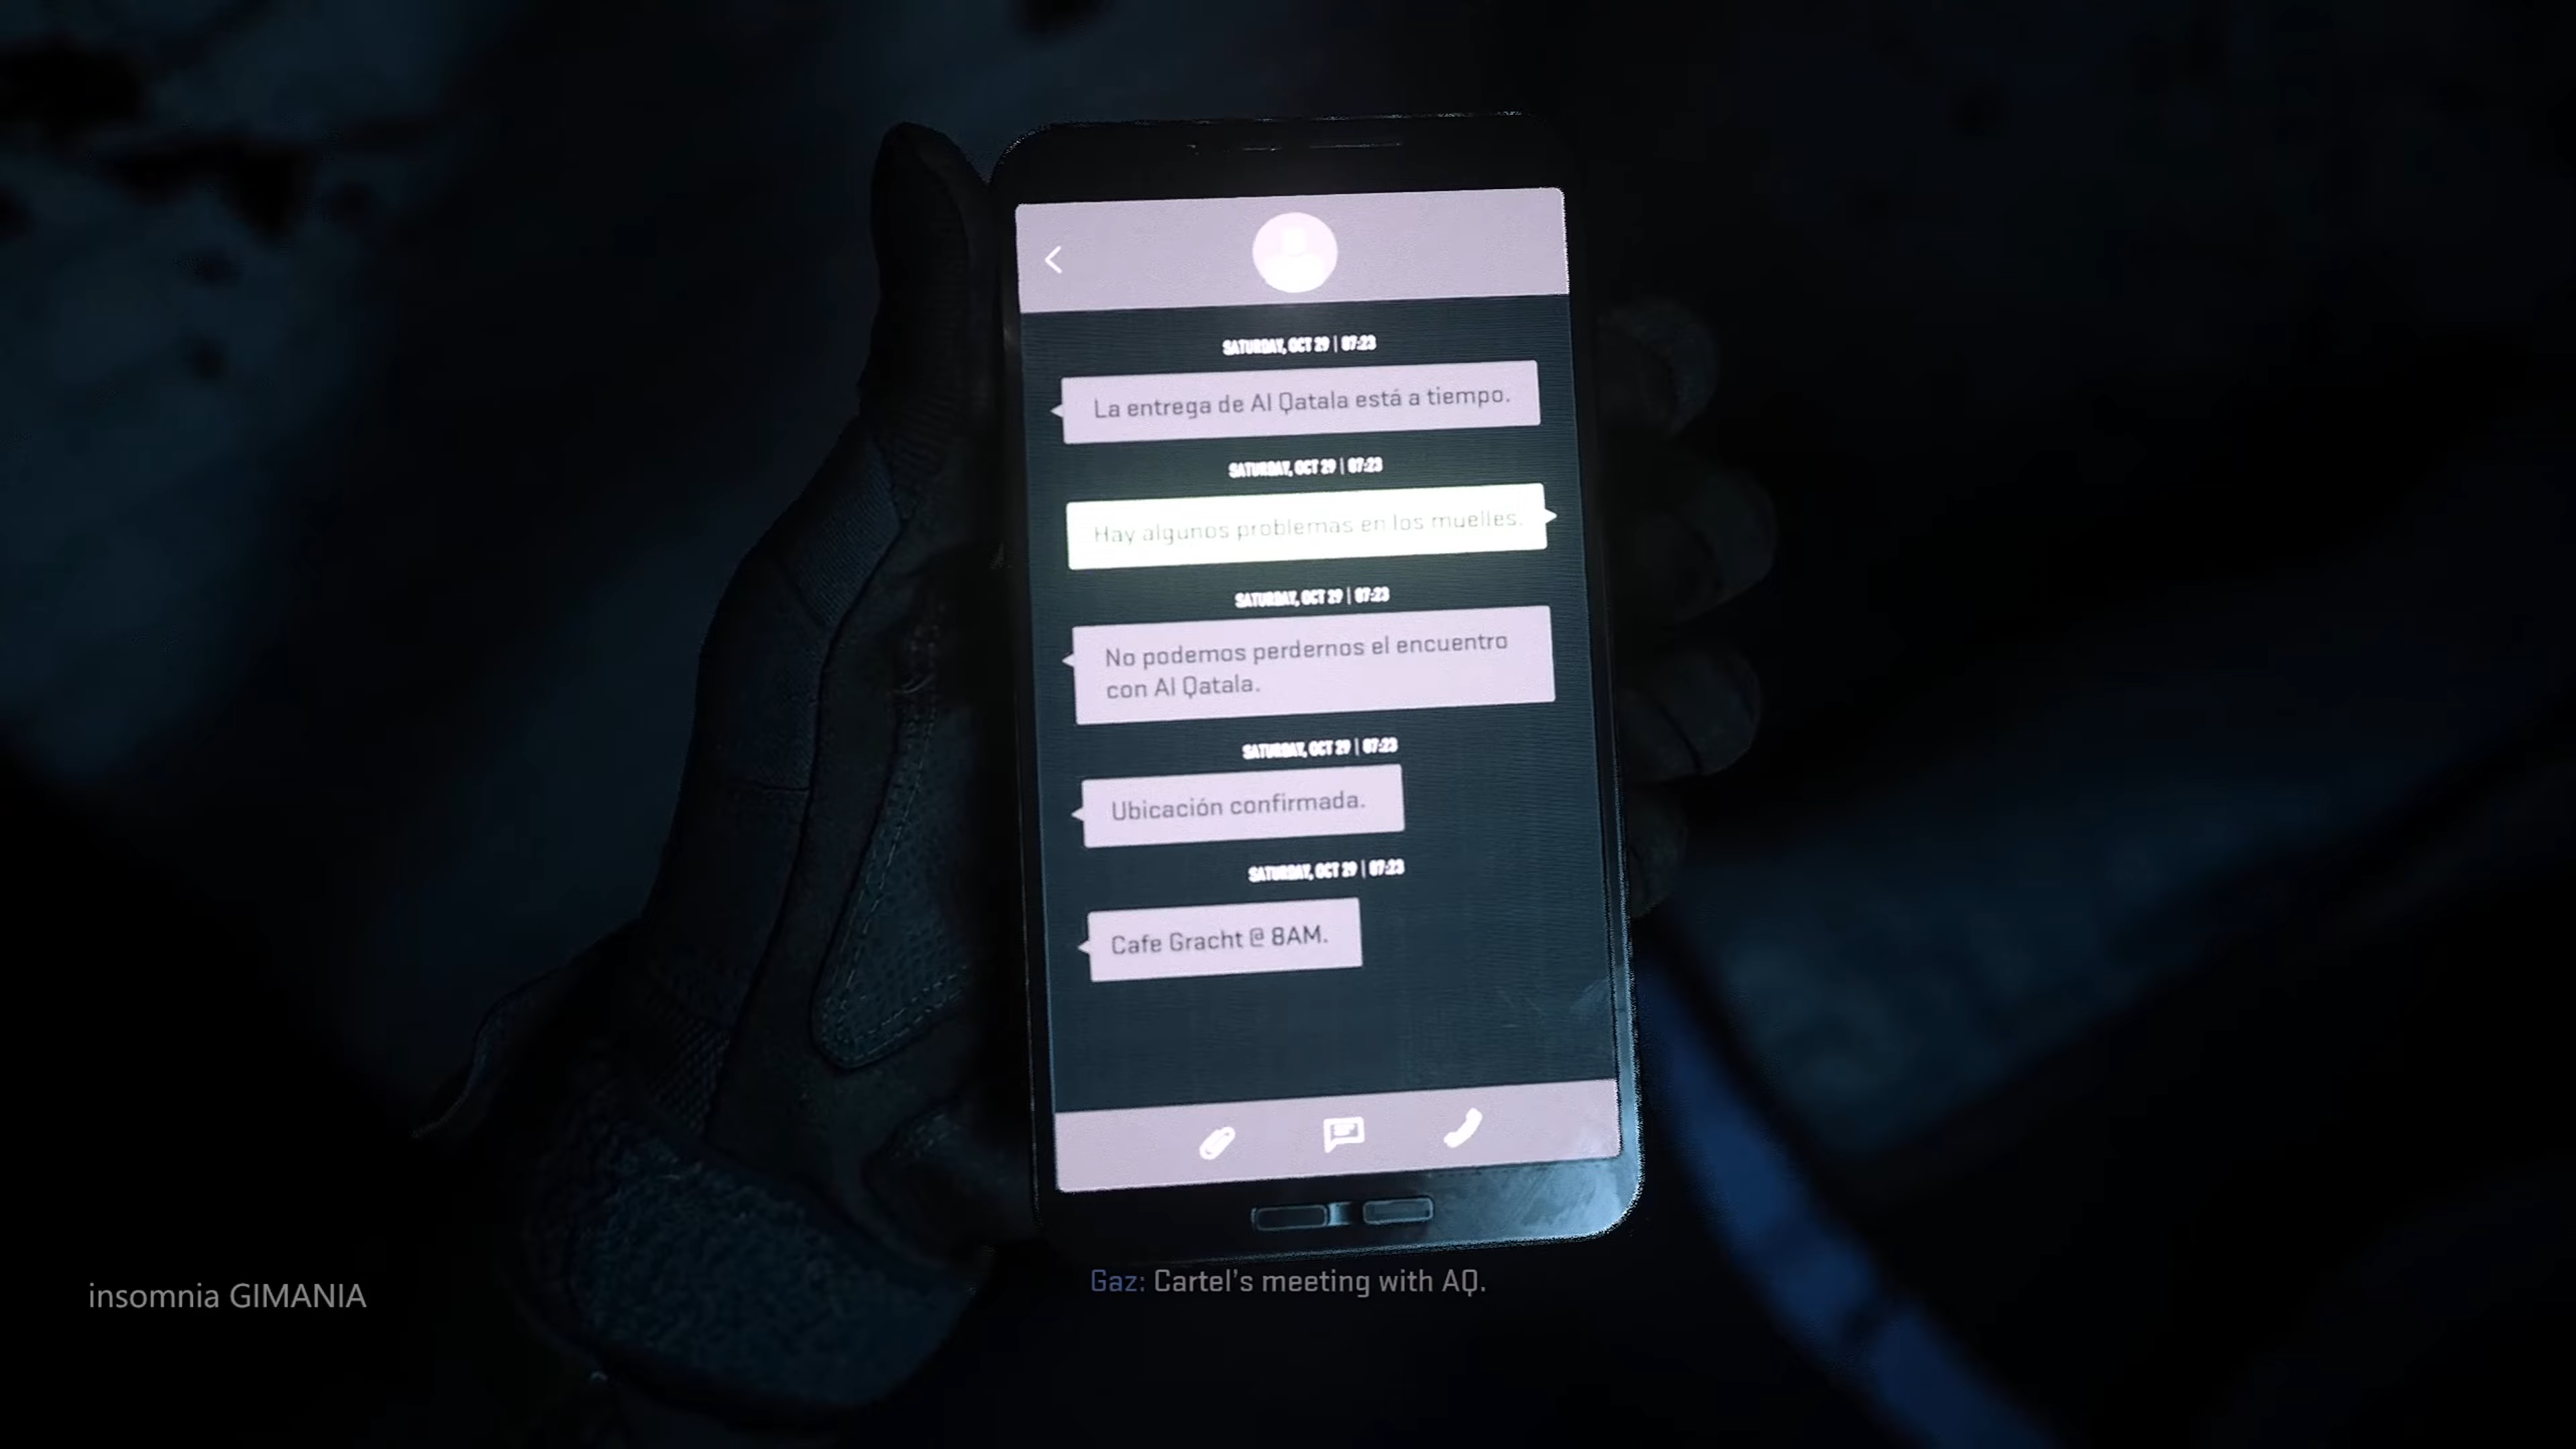 SATURDAY, OCT 29 | 07:23
La entrega de Al Qatala está a tiempo.
SATURDAY, OCT 29 | 07:23
Hay algunos problemas en los muelles.
SATURDAY, OCT 29 | 07:23
No podemos perdernos el encuentro
con Al Qatala.
SATURDAY, OCT 29 | 07:23
Ubicación confirmada.
SATURDAY, OCT 29 | 07:23
Cafe Gracht @ 8AM.
Gaz: Cartel's meeting with AQ.
insomnia GIMANIA